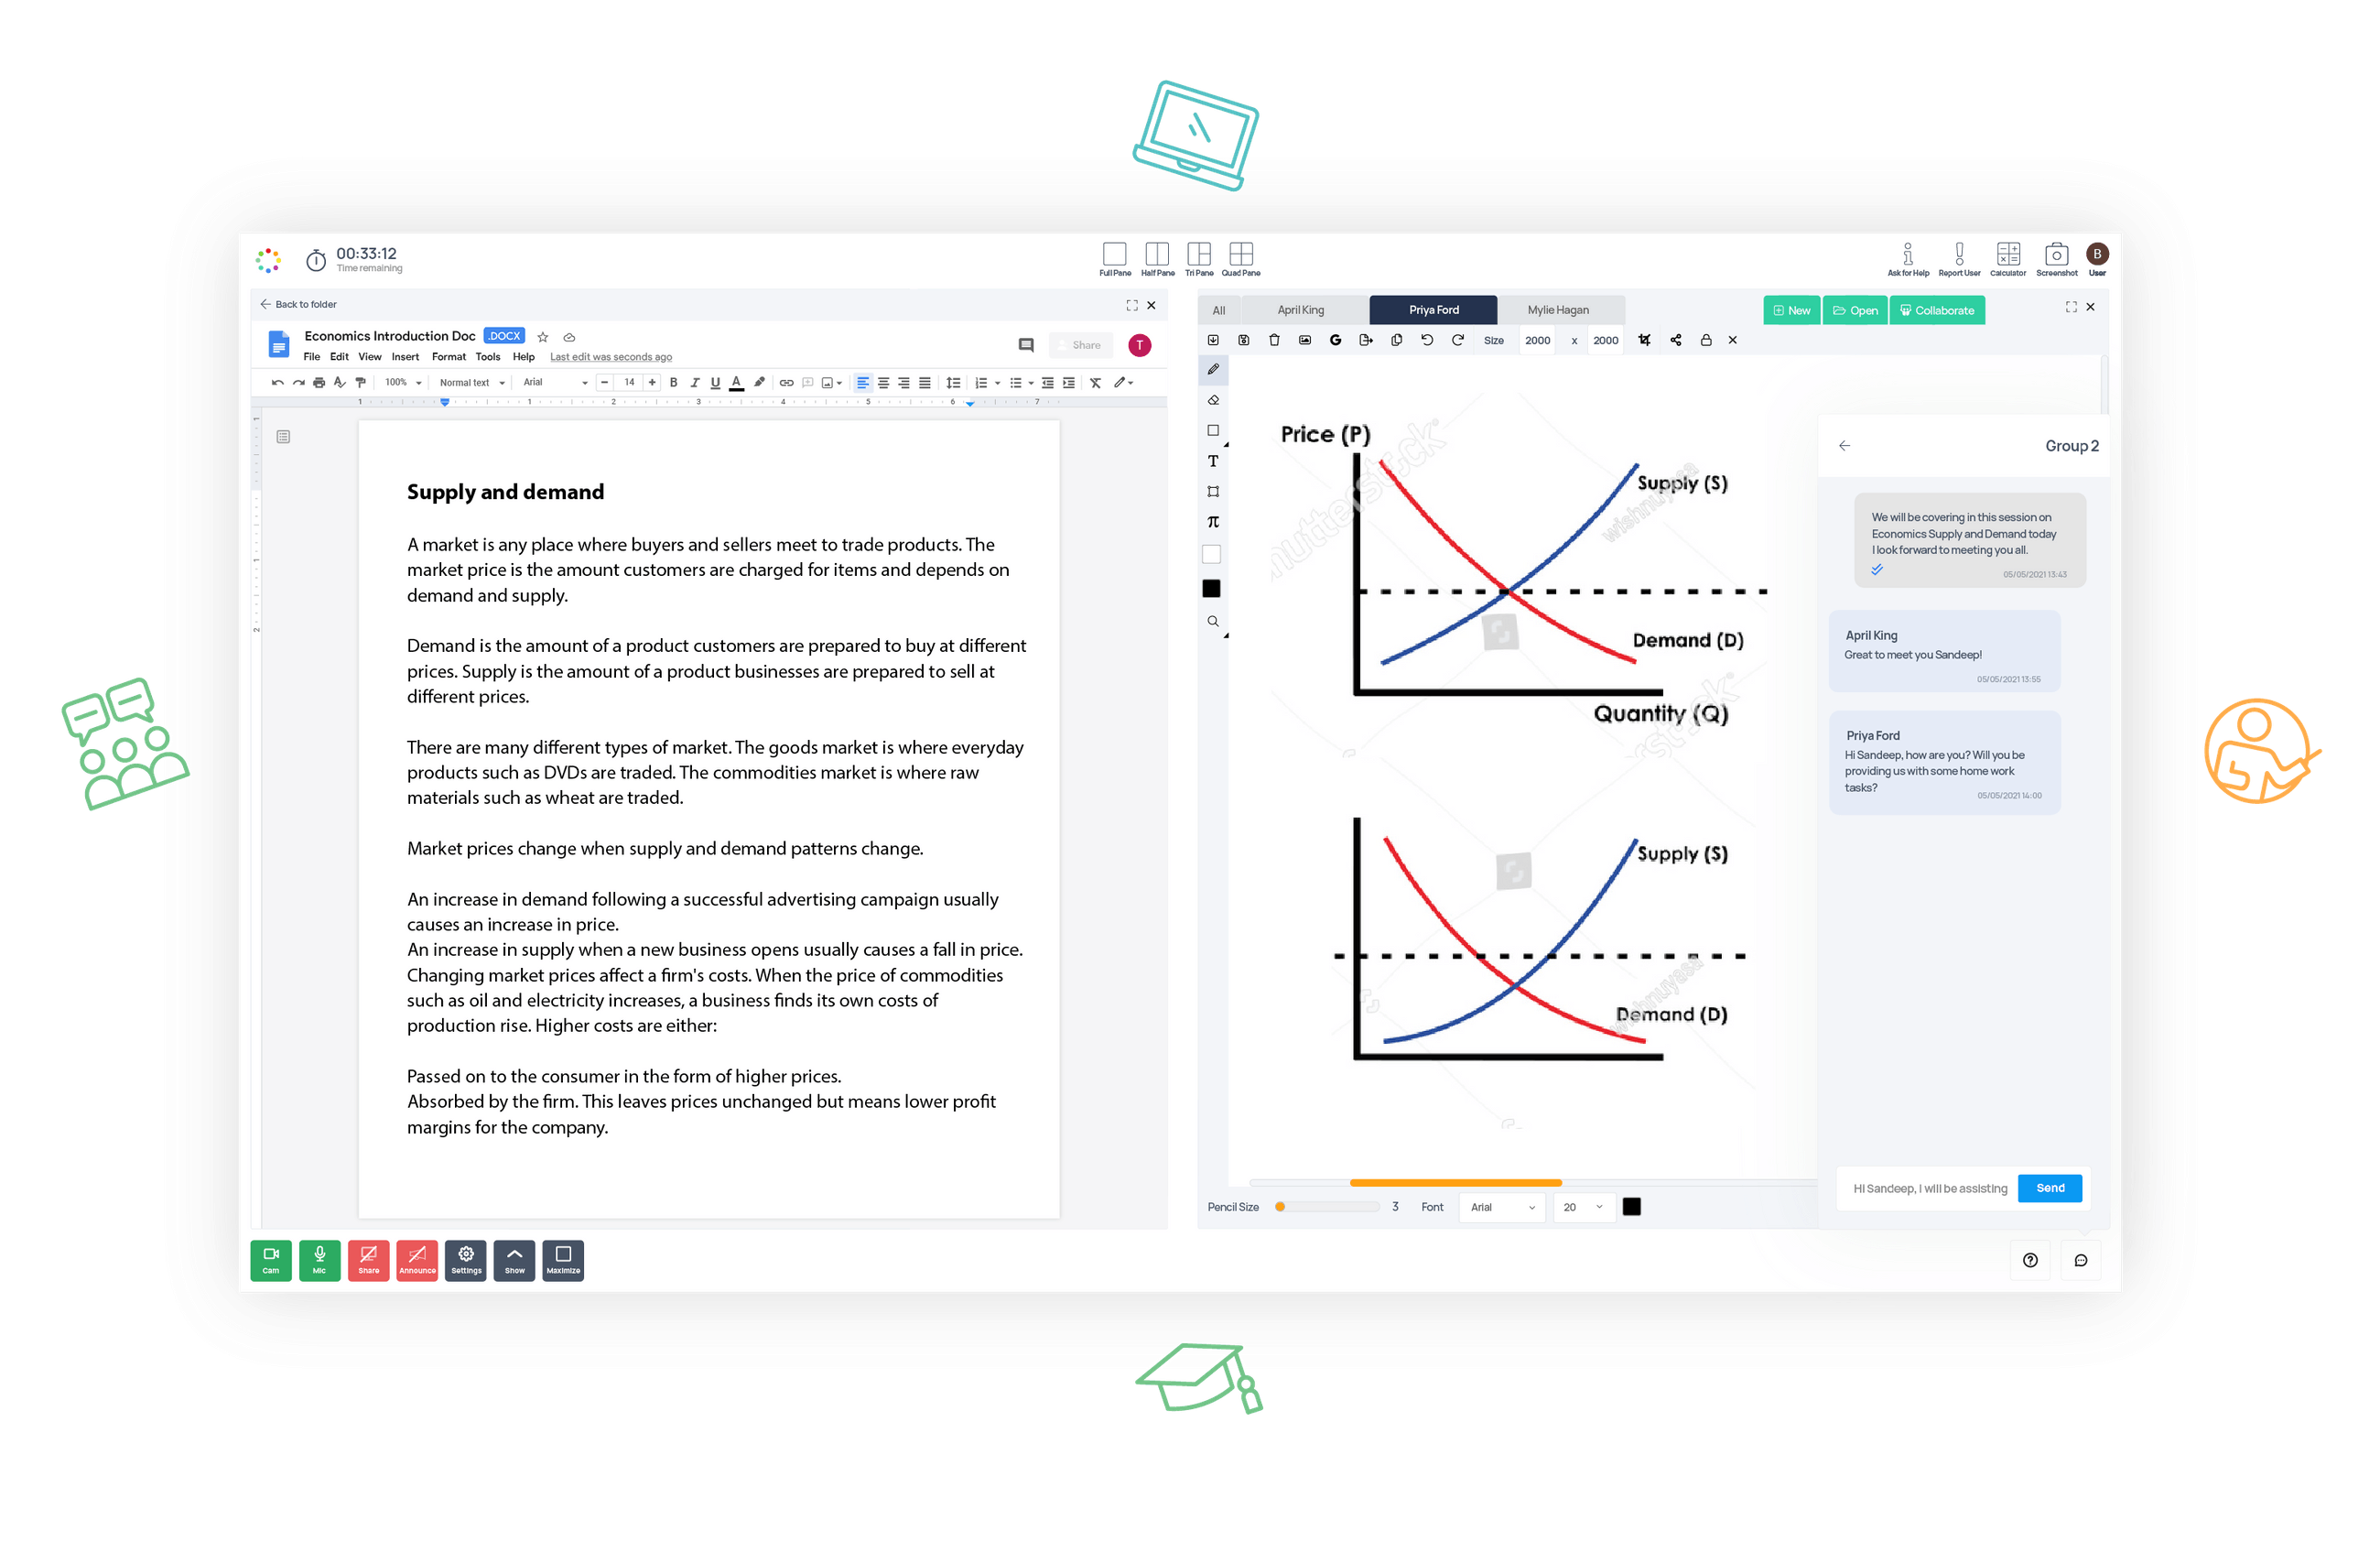 00:33:12
Time remaining
Full Pane
Half Pane
Tri Pane
Quad Pane
Ask for Help
Report User
Calculator
Screenshot
B
User
Back to folder
Economics Introduction Doc
.DOCX
File Edit View Insert Format Tools Help Last edit was seconds ago
Share
T
100% Normal text Arial 14 B I U A
1 1 2 3 4 5 6 7
1
1
2
Supply and demand
A market is any place where buyers and sellers meet to trade products. The
market price is the amount customers are charged for items and depends on
demand and supply.
Demand is the amount of a product customers are prepared to buy at different
prices. Supply is the amount of a product businesses are prepared to sell at
different prices.
There are many different types of market. The goods market is where everyday
products such as DVDs are traded. The commodities market is where raw
materials such as wheat are traded.
Market prices change when supply and demand patterns change.
An increase in demand following a successful advertising campaign usually
causes an increase in price.
An increase in supply when a new business opens usually causes a fall in price.
Changing market prices affect a firm's costs. When the price of commodities
such as oil and electricity increases, a business finds its own costs of
production rise. Higher costs are either:
Passed on to the consumer in the form of higher prices.
Absorbed by the firm. This leaves prices unchanged but means lower profit
margins for the company.
All
April King
Priya Ford
Mylie Hagan
New
Open
Collaborate
G
Size 2000 x 2000
T
π
Price (P)
Supply (S)
Demand (D)
Quantity (Q)
shutterstock
wishnuyasa
Supply (S)
Demand (D)
wishnuyasa
Pencil Size
3
Font
Arial
20
Group 2
We will be covering in this session on
Economics Supply and Demand today
I look forward to meeting you all.
05/05/2021 13:43
April King
Great to meet you Sandeep!
05/05/2021 13:55
Priya Ford
Hi Sandeep, how are you? Will you be
providing us with some home work
tasks?
05/05/2021 14:00
Hi Sandeep, I will be assisting
Send
Cam
Mic
Share
Announce
Settings
Show
Maximize